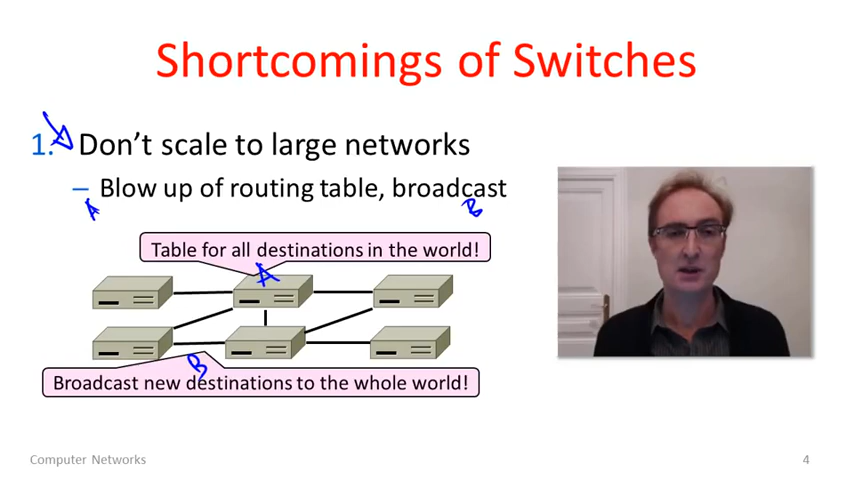 Shortcomings of Switches
1. Don't scale to large networks
– Blow up of routing table, broadcast
A B
Table for all destinations in the world!
A
B
Broadcast new destinations to the whole world!
Computer Networks 4